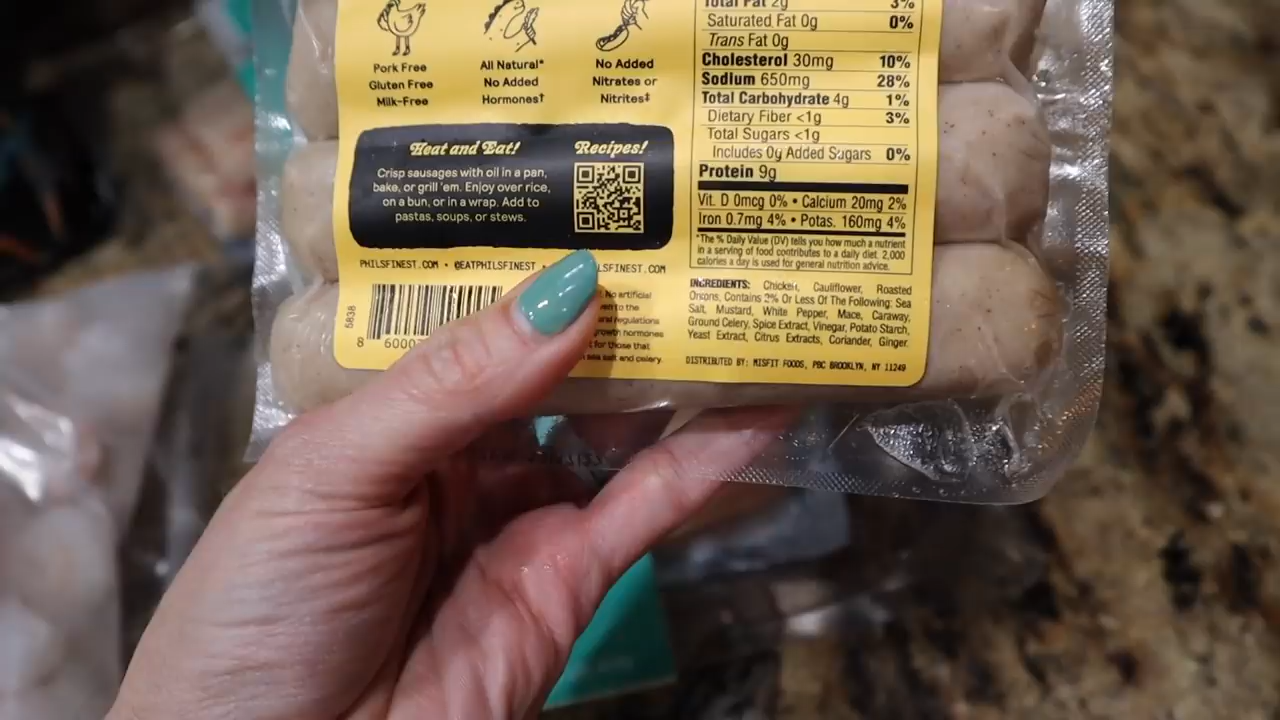 Pork Free
Gluten Free
Milk-Free
All Natural*
No Added
Hormones†
No Added
Nitrates or
Nitrites‡
Heat and Eat!
Crisp sausages with oil in a pan,
bake, or grill 'em. Enjoy over rice,
on a bun, or in a wrap. Add to
pastas, soups, or stews.
Recipes!
PHILSFINEST.COM • @EATPHILSFINEST • LSFINEST.COM
5838
8 6000
No artificial
to the
regulations
growth hormones
for those that
sea salt and celery.
Total Fat 2g 3%
Saturated Fat 0g 0%
Trans Fat 0g
Cholesterol 30mg 10%
Sodium 650mg 28%
Total Carbohydrate 4g 1%
Dietary Fiber <1g 3%
Total Sugars <1g
Includes 0g Added Sugars 0%
Protein 9g
Vit. D 0mcg 0% • Calcium 20mg 2%
Iron 0.7mg 4% • Potas. 160mg 4%
*The % Daily Value (DV) tells you how much a nutrient
in a serving of food contributes to a daily diet. 2,000
calories a day is used for general nutrition advice.
INGREDIENTS: Chicken, Cauliflower, Roasted
Onions, Contains 2% Or Less Of The Following: Sea
Salt, Mustard, White Pepper, Mace, Caraway,
Ground Celery, Spice Extract, Vinegar, Potato Starch,
Yeast Extract, Citrus Extracts, Coriander, Ginger.
DISTRIBUTED BY: MISFIT FOODS, PBC BROOKLYN, NY 11249